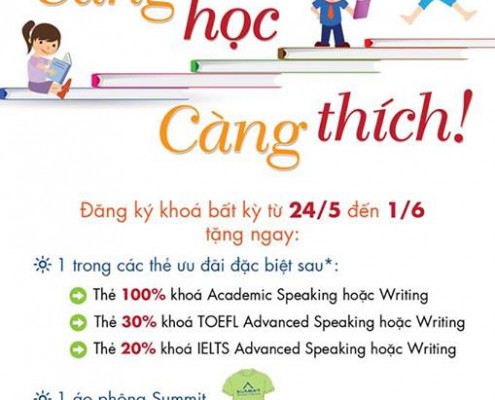 Càng học
Càng thích!
Đăng ký khoá bất kỳ từ 24/5 đến 1/6
tặng ngay:
1 trong các thẻ ưu đãi đặc biệt sau*:
Thẻ 100% khoá Academic Speaking hoặc Writing
Thẻ 30% khoá TOEFL Advanced Speaking hoặc Writing
Thẻ 20% khoá IELTS Advanced Speaking hoặc Writing
1 áo phông Summit
SUMMIT